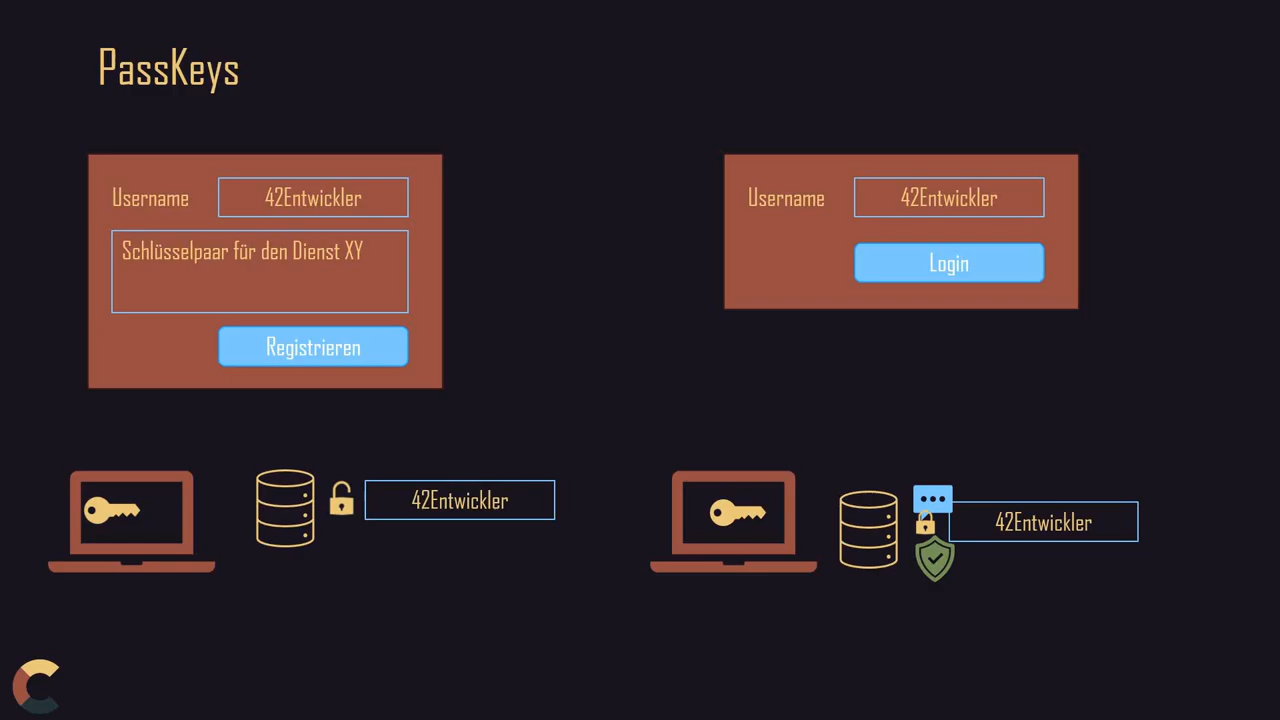 PassKeys
Username
42Entwickler
Schlüsselpaar für den Dienst XY
Registrieren
Username
42Entwickler
Login
42Entwickler
42Entwickler